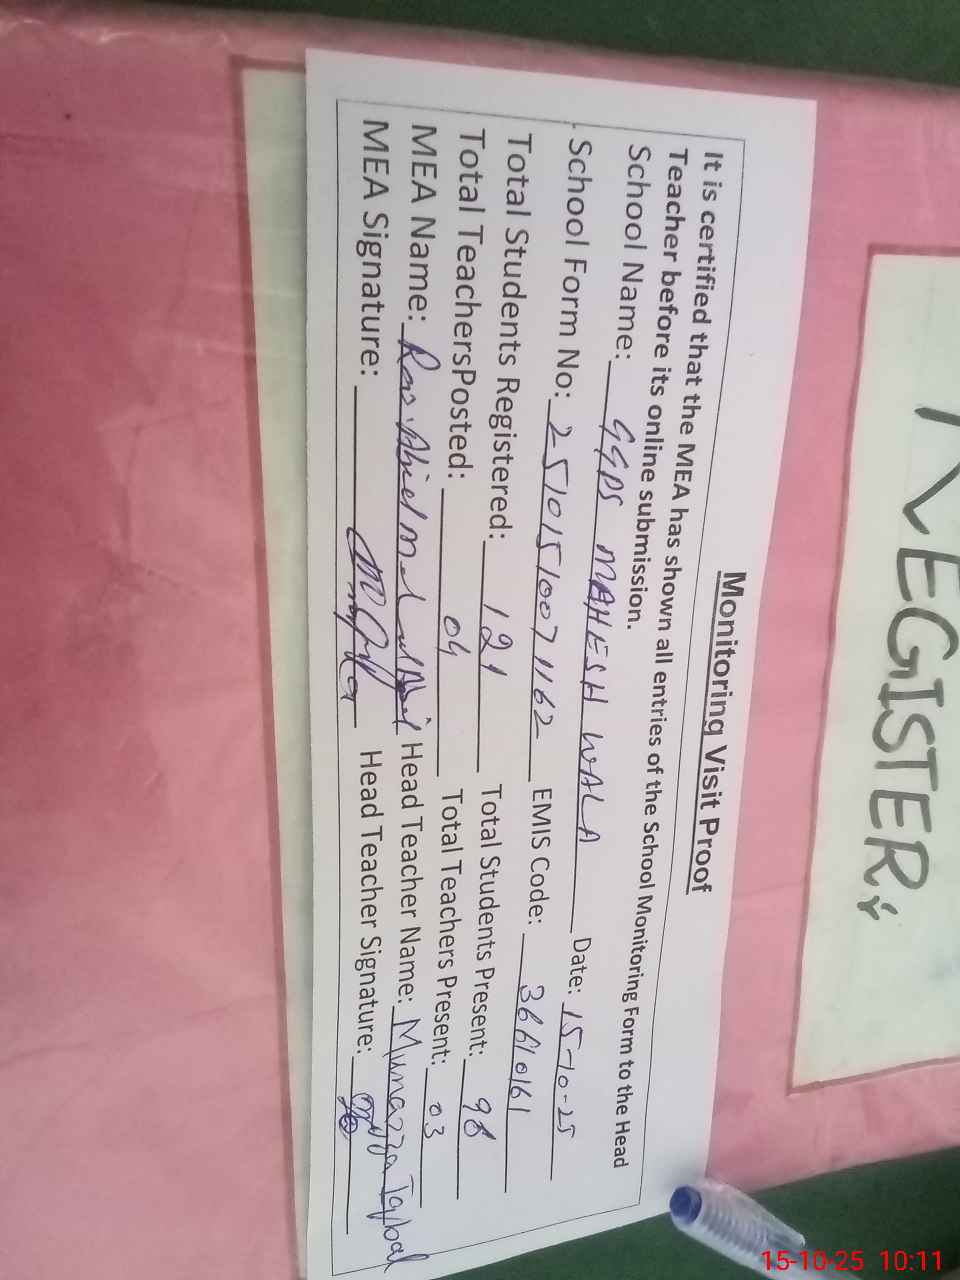 REGISTER
Monitoring Visit Proof
It is certified that the MEA has shown all entries of the School Monitoring Form to the Head
Teacher before its online submission.
School Name: GGPS MAHESH WALA Date: 15-10-25
School Form No: 2510151007 1162 EMIS Code: 36610161
Total Students Registered: 121 Total Students Present: 98
Total TeachersPosted: 04 Total Teachers Present: 03
MEA Name: Head Teacher Name: Munazza Iqbal
MEA Signature: Head Teacher Signature:
15-10-25 10:11